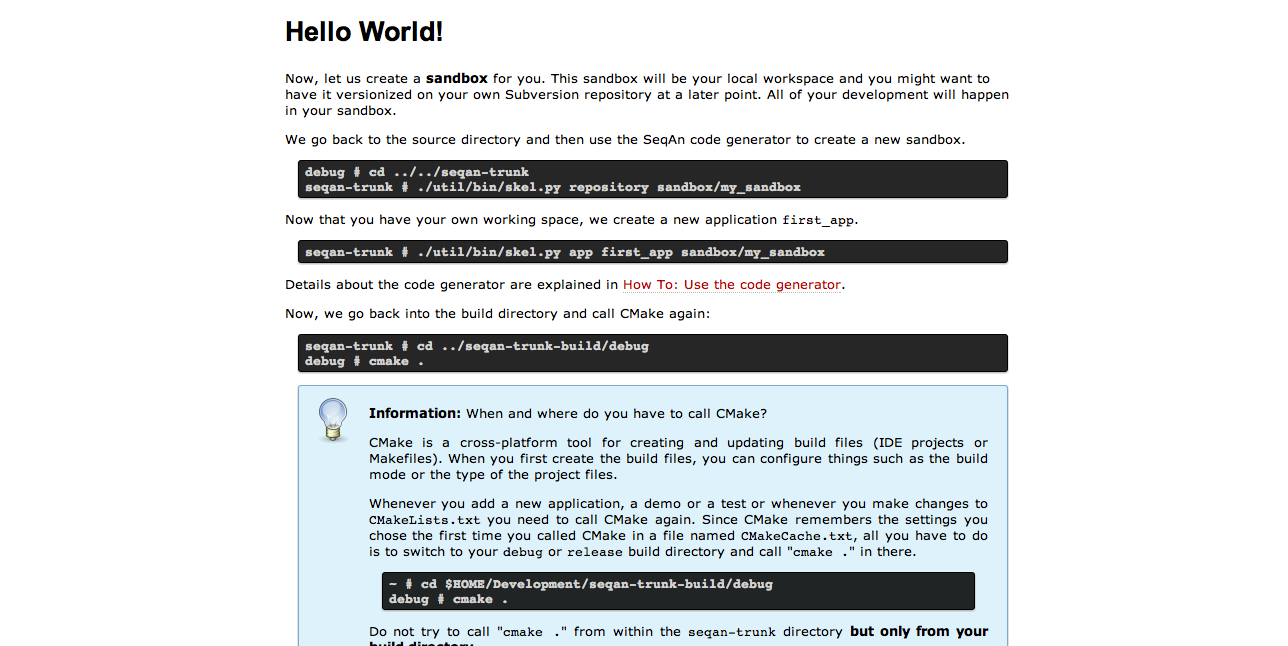 Hello World!
Now, let us create a sandbox for you. This sandbox will be your local workspace and you might want to
have it versionized on your own Subversion repository at a later point. All of your development will happen
in your sandbox.
We go back to the source directory and then use the SeqAn code generator to create a new sandbox.
debug # cd ../../seqan-trunk
seqan-trunk # ./util/bin/skel.py repository sandbox/my_sandbox
Now that you have your own working space, we create a new application first_app.
seqan-trunk # ./util/bin/skel.py app first_app sandbox/my_sandbox
Details about the code generator are explained in How To: Use the code generator.
Now, we go back into the build directory and call CMake again:
seqan-trunk # cd ../seqan-trunk-build/debug
debug # cmake .
Information: When and where do you have to call CMake?
CMake is a cross-platform tool for creating and updating build files (IDE projects or
Makefiles). When you first create the build files, you can configure things such as the build
mode or the type of the project files.
Whenever you add a new application, a demo or a test or whenever you make changes to
CMakeLists.txt you need to call CMake again. Since CMake remembers the settings you
chose the first time you called CMake in a file named CMakeCache.txt, all you have to do
is to switch to your debug or release build directory and call "cmake ." in there.
~ # cd $HOME/Development/seqan-trunk-build/debug
debug # cmake .
Do not try to call "cmake ." from within the seqan-trunk directory but only from your
build directory